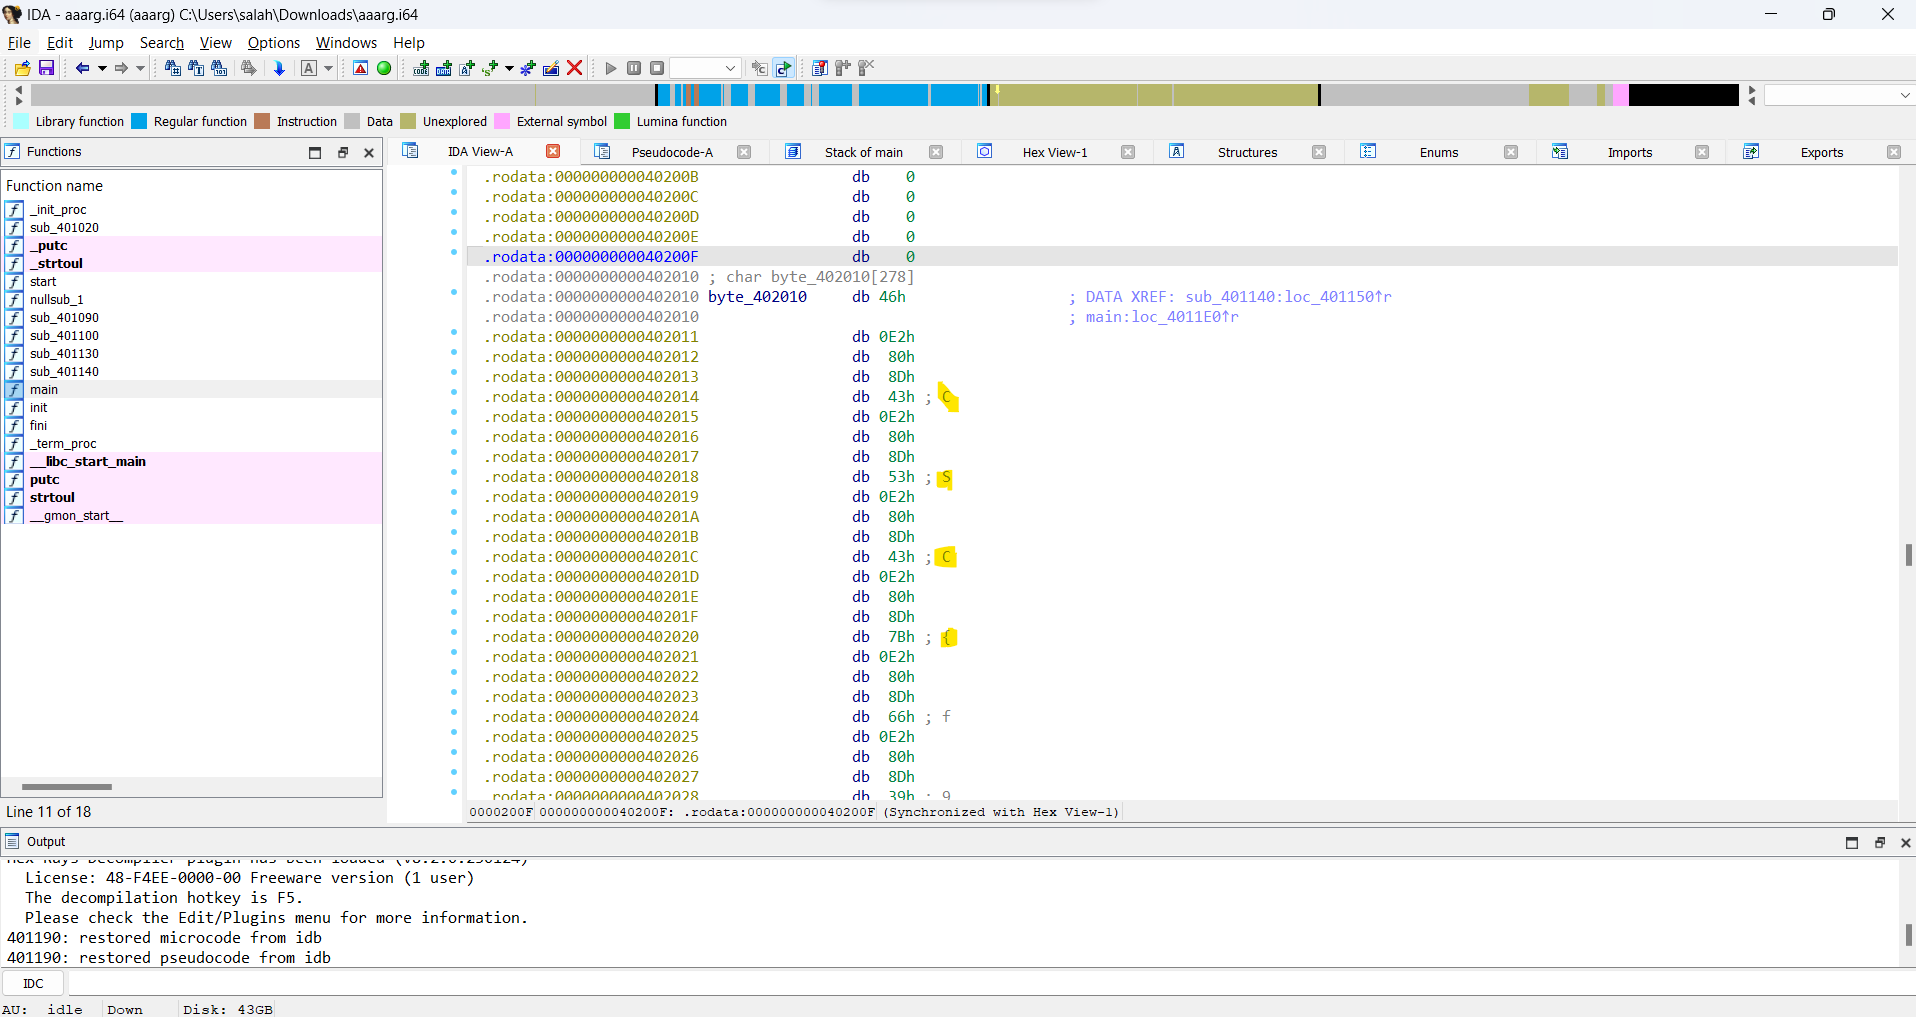 IDA - aaarg.i64 (aaarg) C:\Users\salah\Downloads\aaarg.i64
File Edit Jump Search View Options Windows Help
Library function Regular function Instruction Data Unexplored External symbol Lumina function
Functions
IDA View-A Pseudocode-A Stack of main Hex View-1 Structures Enums Imports Exports
Function name
_init_proc
sub_401020
_putc
_strtoul
start
nullsub_1
sub_401090
sub_401100
sub_401130
sub_401140
main
init
fini
_term_proc
__libc_start_main
putc
strtoul
__gmon_start__
Line 11 of 18
.rodata:000000000040200B db 0
.rodata:000000000040200C db 0
.rodata:000000000040200D db 0
.rodata:000000000040200E db 0
.rodata:000000000040200F db 0
.rodata:0000000000402010 ; char byte_402010[278]
.rodata:0000000000402010 byte_402010 db 46h ; DATA XREF: sub_401140:loc_401150↑r
.rodata:0000000000402010 ; main:loc_4011E0↑r
.rodata:0000000000402011 db 0E2h
.rodata:0000000000402012 db 80h
.rodata:0000000000402013 db 8Dh
.rodata:0000000000402014 db 43h ; C
.rodata:0000000000402015 db 0E2h
.rodata:0000000000402016 db 80h
.rodata:0000000000402017 db 8Dh
.rodata:0000000000402018 db 53h ; S
.rodata:0000000000402019 db 0E2h
.rodata:000000000040201A db 80h
.rodata:000000000040201B db 8Dh
.rodata:000000000040201C db 43h ; C
.rodata:000000000040201D db 0E2h
.rodata:000000000040201E db 80h
.rodata:000000000040201F db 8Dh
.rodata:0000000000402020 db 7Bh ; {
.rodata:0000000000402021 db 0E2h
.rodata:0000000000402022 db 80h
.rodata:0000000000402023 db 8Dh
.rodata:0000000000402024 db 66h ; f
.rodata:0000000000402025 db 0E2h
.rodata:0000000000402026 db 80h
.rodata:0000000000402027 db 8Dh
.rodata:0000000000402028 db 39h ; 9
0000200F 000000000040200F: .rodata:000000000040200F (Synchronized with Hex View-1)
Output
Hex-Rays Decompiler plugin has been loaded (v8.2.0.230124)
License: 48-F4EE-0000-00 Freeware version (1 user)
The decompilation hotkey is F5.
Please check the Edit/Plugins menu for more information.
401190: restored microcode from idb
401190: restored pseudocode from idb
IDC
AU: idle Down Disk: 43GB